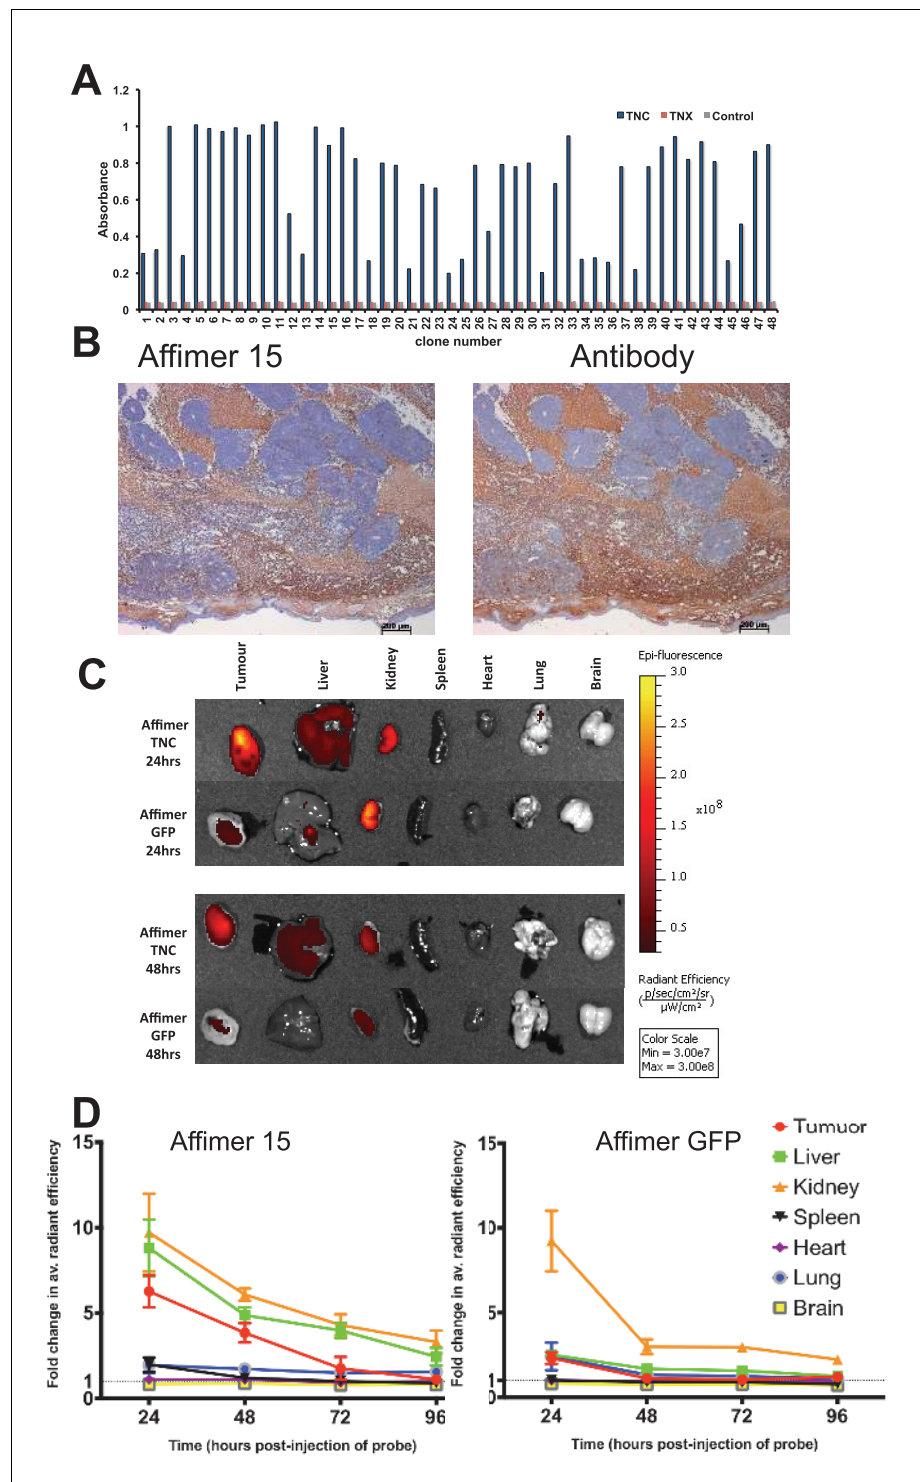 A
1.2
1
0.8
0.6
0.4
0.2
0
Absorbance
TNC TNX Control
1 2 3 4 5 6 7 8 9 10 11 12 13 14 15 16 17 18 19 20 21 22 23 24 25 26 27 28 29 30 31 32 33 34 35 36 37 38 39 40 41 42 43 44 45 46 47 48
clone number
B
Affimer 15
Antibody
200 µm
200 µm
C
Tumour
Liver
Kidney
Spleen
Heart
Lung
Brain
Affimer
TNC
24hrs
Affimer
GFP
24hrs
Affimer
TNC
48hrs
Affimer
GFP
48hrs
Epi-fluorescence
3.0
2.5
2.0
x10⁸
1.5
1.0
0.5
Radiant Efficiency
(p/sec/cm²/sr / µW/cm²)
Color Scale
Min = 3.00e7
Max = 3.00e8
D
Affimer 15
Fold change in av. radiant efficiency
15
10
5
1
0
24 48 72 96
Time (hours post-injection of probe)
Affimer GFP
Fold change in av. radiant efficiency
15
10
5
1
0
24 48 72 96
Time (hours post-injection of probe)
Tumuor
Liver
Kidney
Spleen
Heart
Lung
Brain